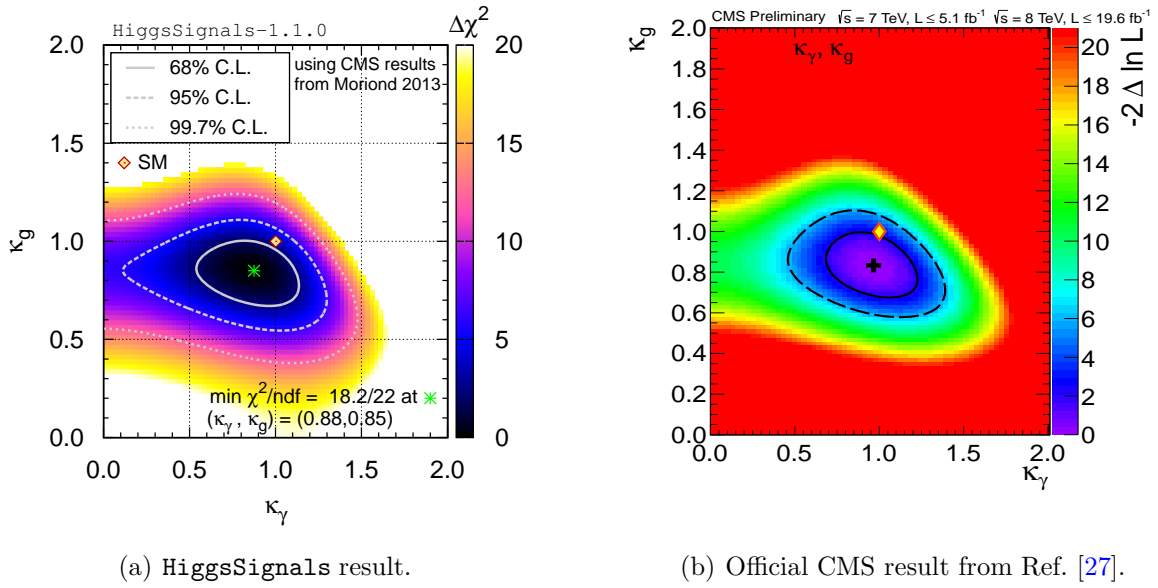 HiggsSignals-1.1.0
Δχ²
68% C.L.
95% C.L.
99.7% C.L.
using CMS results
from Moriond 2013
SM
min χ²/ndf = 18.2/22 at
(κγ, κg) = (0.88,0.85)
κg
2.0
1.5
1.0
0.5
0.0
0.0 0.5 1.0 1.5 2.0
κγ
20
15
10
5
0
(a) HiggsSignals result.
CMS Preliminary √s = 7 TeV, L ≤ 5.1 fb⁻¹ √s = 8 TeV, L ≤ 19.6 fb⁻¹
κγ, κg
κg
2.0
1.8
1.6
1.4
1.2
1.0
0.8
0.6
0.4
0.2
0.0
0.0 0.5 1.0 1.5 2.0
κγ
20
18
16
14
12
10
8
6
4
2
0
-2 Δ ln L
(b) Official CMS result from Ref. [27].